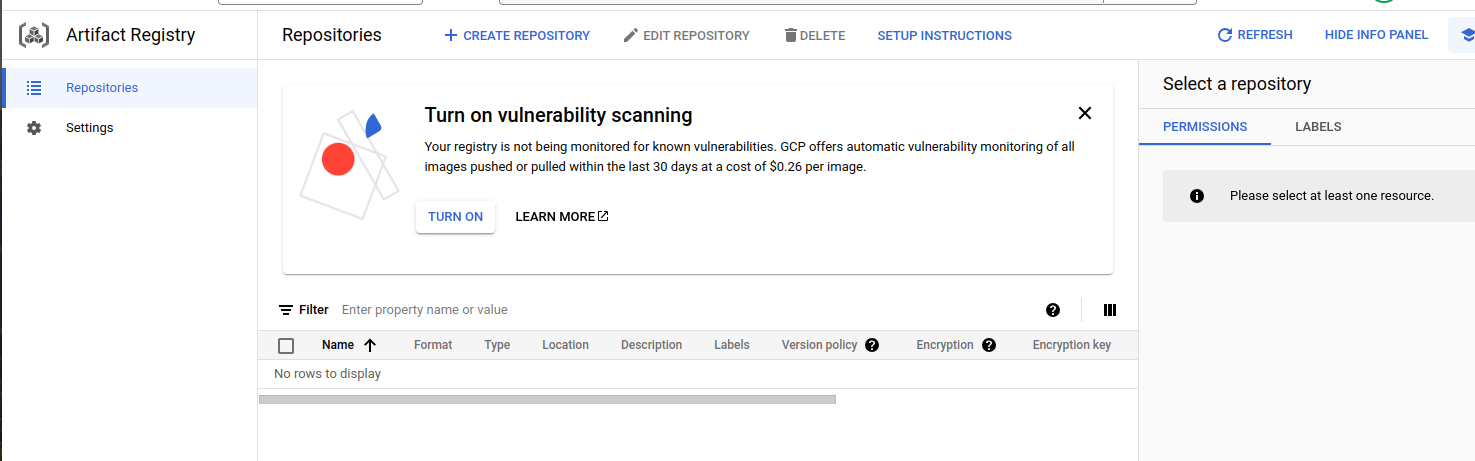 Artifact Registry
Repositories
CREATE REPOSITORY
EDIT REPOSITORY
DELETE
SETUP INSTRUCTIONS
REFRESH
HIDE INFO PANEL
Repositories
Settings
Turn on vulnerability scanning
Your registry is not being monitored for known vulnerabilities. GCP offers automatic vulnerability monitoring of all
images pushed or pulled within the last 30 days at a cost of $0.26 per image.
TURN ON
LEARN MORE
Filter Enter property name or value
Name Format Type Location Description Labels Version policy Encryption Encryption key
No rows to display
Select a repository
PERMISSIONS LABELS
Please select at least one resource.